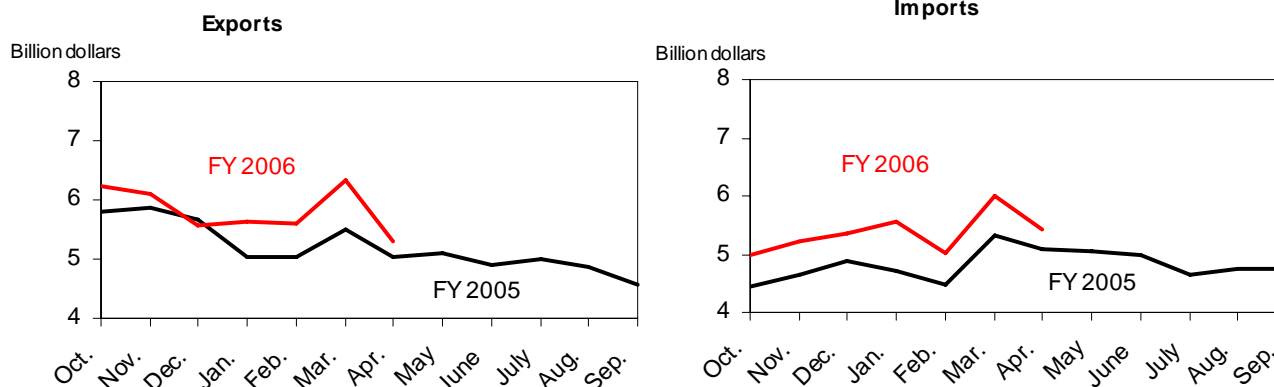 Exports
Billion dollars
8
7
6
5
4
FY 2006
FY 2005
Oct.
Nov.
Dec.
Jan.
Feb.
Mar.
Apr.
May
June
July
Aug.
Sep.
Imports
Billion dollars
8
7
6
5
4
FY 2006
FY 2005
Oct.
Nov.
Dec.
Jan.
Feb.
Mar.
Apr.
May
June
July
Aug.
Sep.